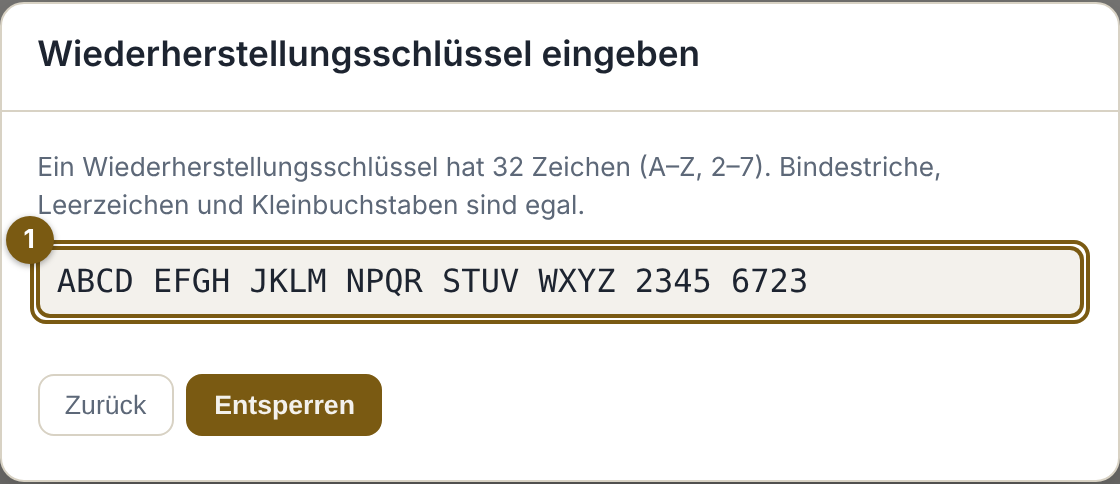 Wiederherstellungsschlüssel eingeben
Ein Wiederherstellungsschlüssel hat 32 Zeichen (A–Z, 2–7). Bindestriche,
Leerzeichen und Kleinbuchstaben sind egal.
1
ABCD EFGH JKLM NPQR STUV WXYZ 2345 6723
Zurück Entsperren